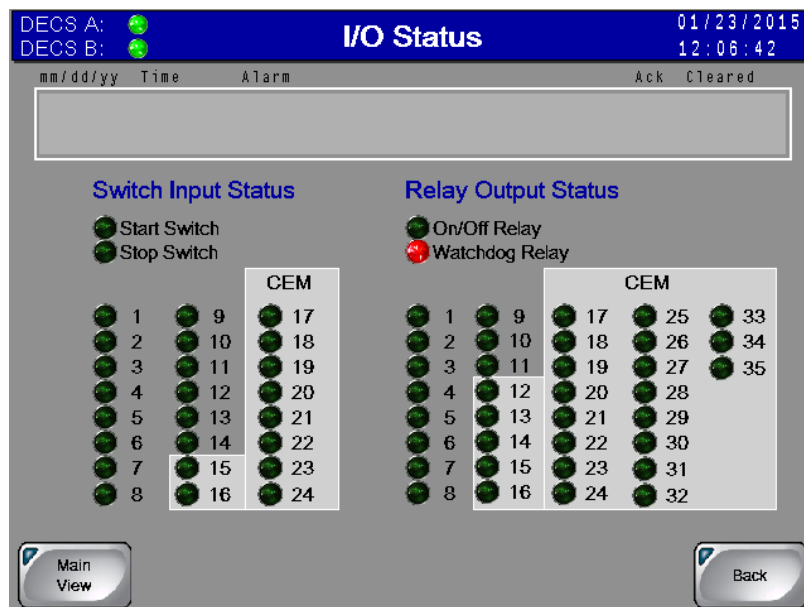 DECS A: I/O Status 01/23/2015
DECS B: 12:06:42
mm/dd/yy Time Alarm Ack Cleared
Switch Input Status Relay Output Status
Start Switch On/Off Relay
Stop Switch Watchdog Relay
CEM CEM
1 9 17 1 9 17 25 33
2 10 18 2 10 18 26 34
3 11 19 3 11 19 27 35
4 12 20 4 12 20 28
5 13 21 5 13 21 29
6 14 22 6 14 22 30
7 15 23 7 15 23 31
8 16 24 8 16 24 32
Main
View
Back